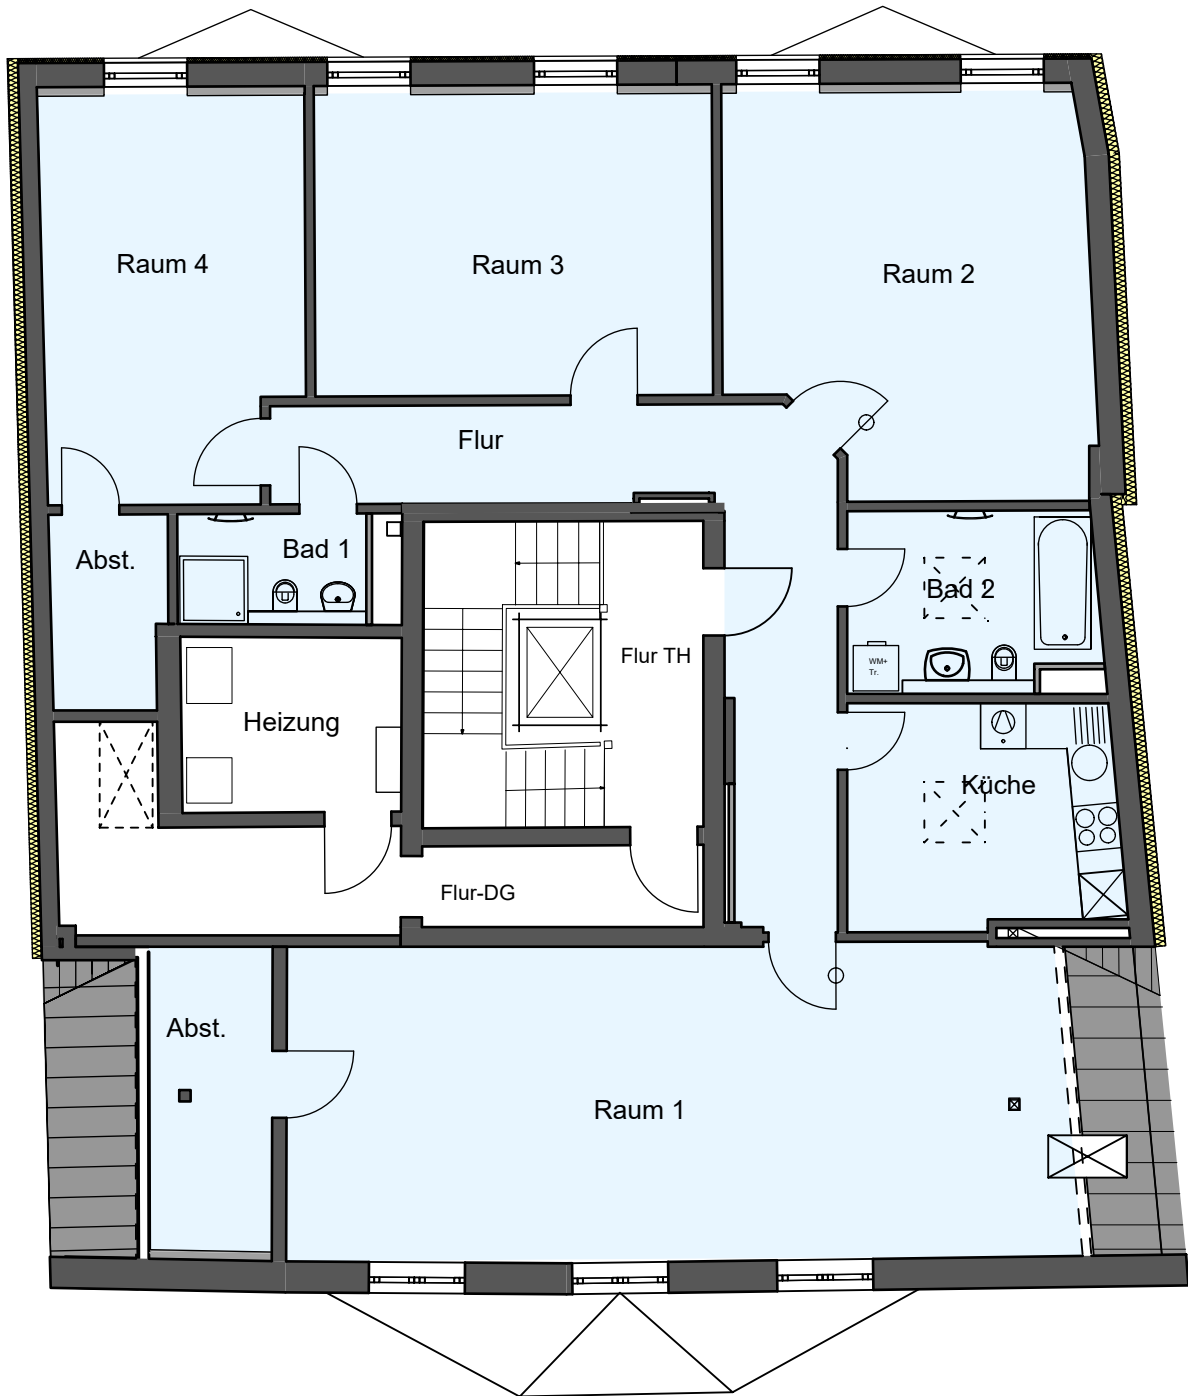 Raum 4
Raum 3
Raum 2
Flur
Abst.
Bad 1
Bad 2
Flur TH
WM+
Tr.
Heizung
Küche
Flur-DG
Abst.
Raum 1